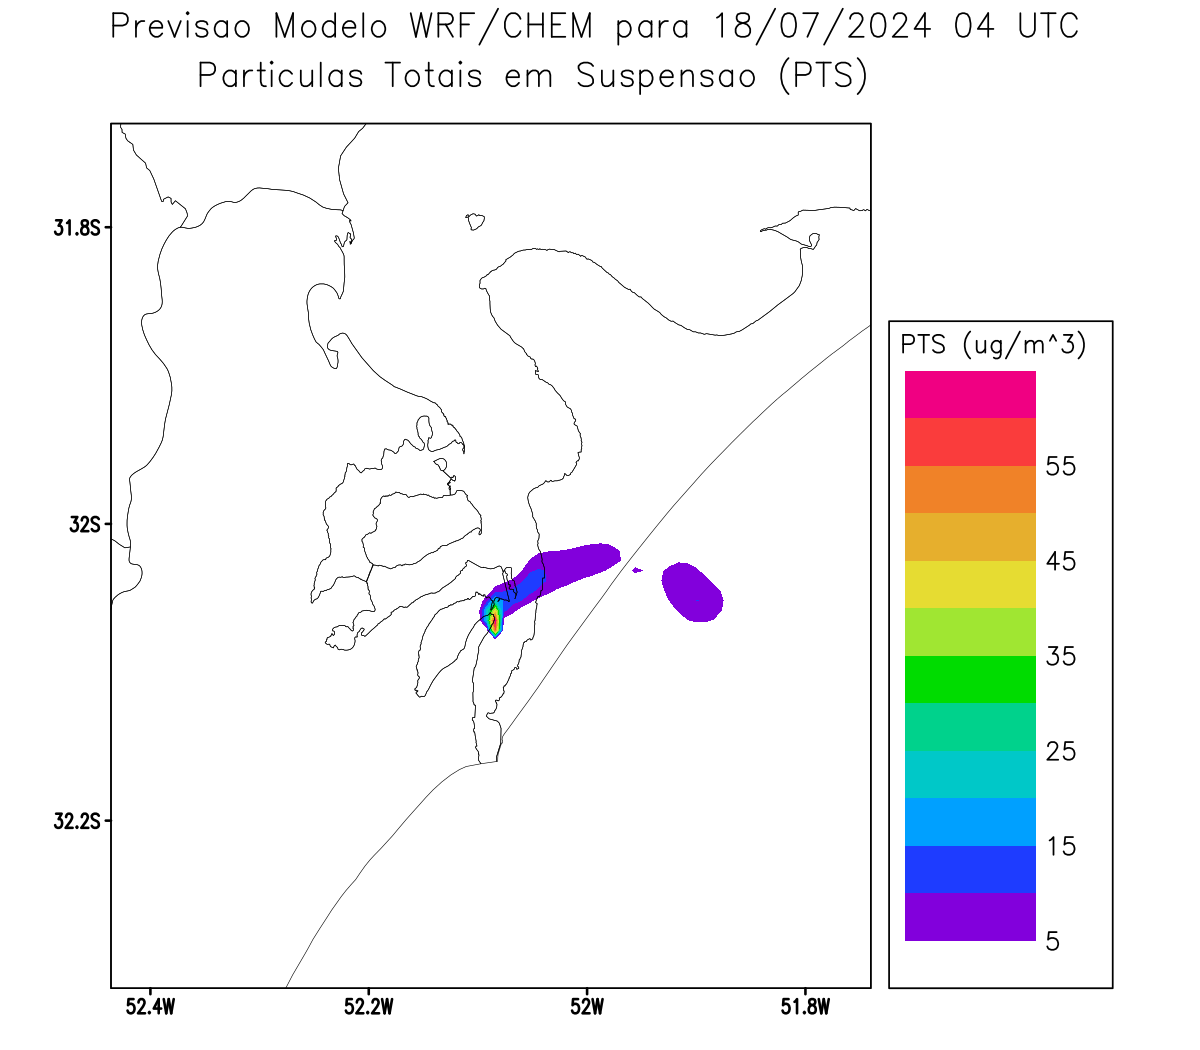 Previsao Modelo WRF/CHEM para 18/07/2024 04 UTC
Particulas Totais em Suspensao (PTS)
31.8S
32S
32.2S
52.4W
52.2W
52W
51.8W
PTS (ug/m^3)
55
45
35
25
15
5